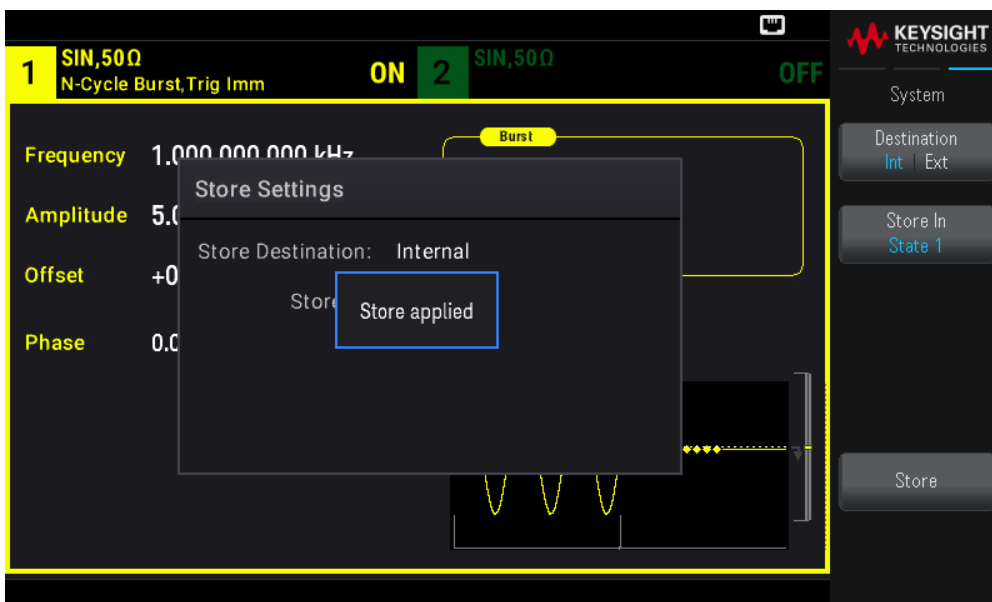 KEYSIGHT
TECHNOLOGIES
1
SIN,50Ω
N-Cycle Burst,Trig Imm
ON
2
SIN,50Ω
OFF
System
Burst
Destination
Int | Ext
Frequency
Store Settings
Amplitude
Store In
State 1
Store Destination: Internal
Offset
Store applied
Phase
Store